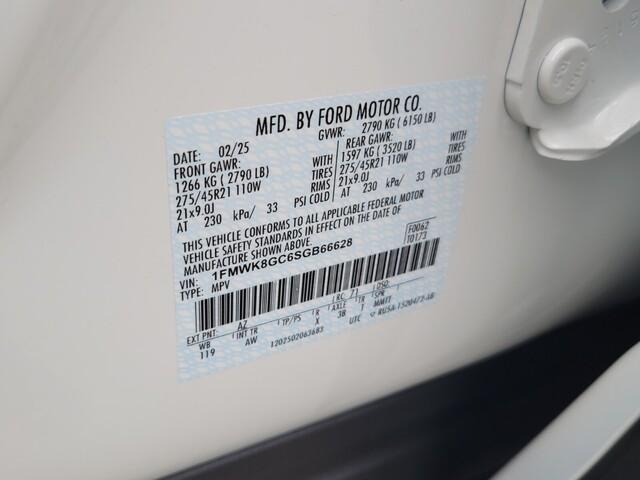 MFD. BY FORD MOTOR CO.
DATE: 02/25
GVWR: 2790 KG ( 6150 LB)
FRONT GAWR: WITH
1266 KG ( 2790 LB) TIRES
275/45R21 110W RIMS
21x9.0J PSI COLD
AT 230 kPa/ 33
REAR GAWR: WITH
1597 KG ( 3520 LB) TIRES
275/45R21 110W RIMS
21x9.0J PSI COLD
AT 230 kPa/ 33
THIS VEHICLE CONFORMS TO ALL APPLICABLE FEDERAL MOTOR
VEHICLE SAFETY STANDARDS IN EFFECT ON THE DATE OF
MANUFACTURE SHOWN ABOVE.
F0062
T0173
VIN: 1FMWK8GC6SGB66628
TYPE: MPV
EXT PNT: AZ RC: 71 DSO:
WB INT TR TP/PS R AXLE TR SPR
119 AW X 3B T MMTT
1202502063683
UTC